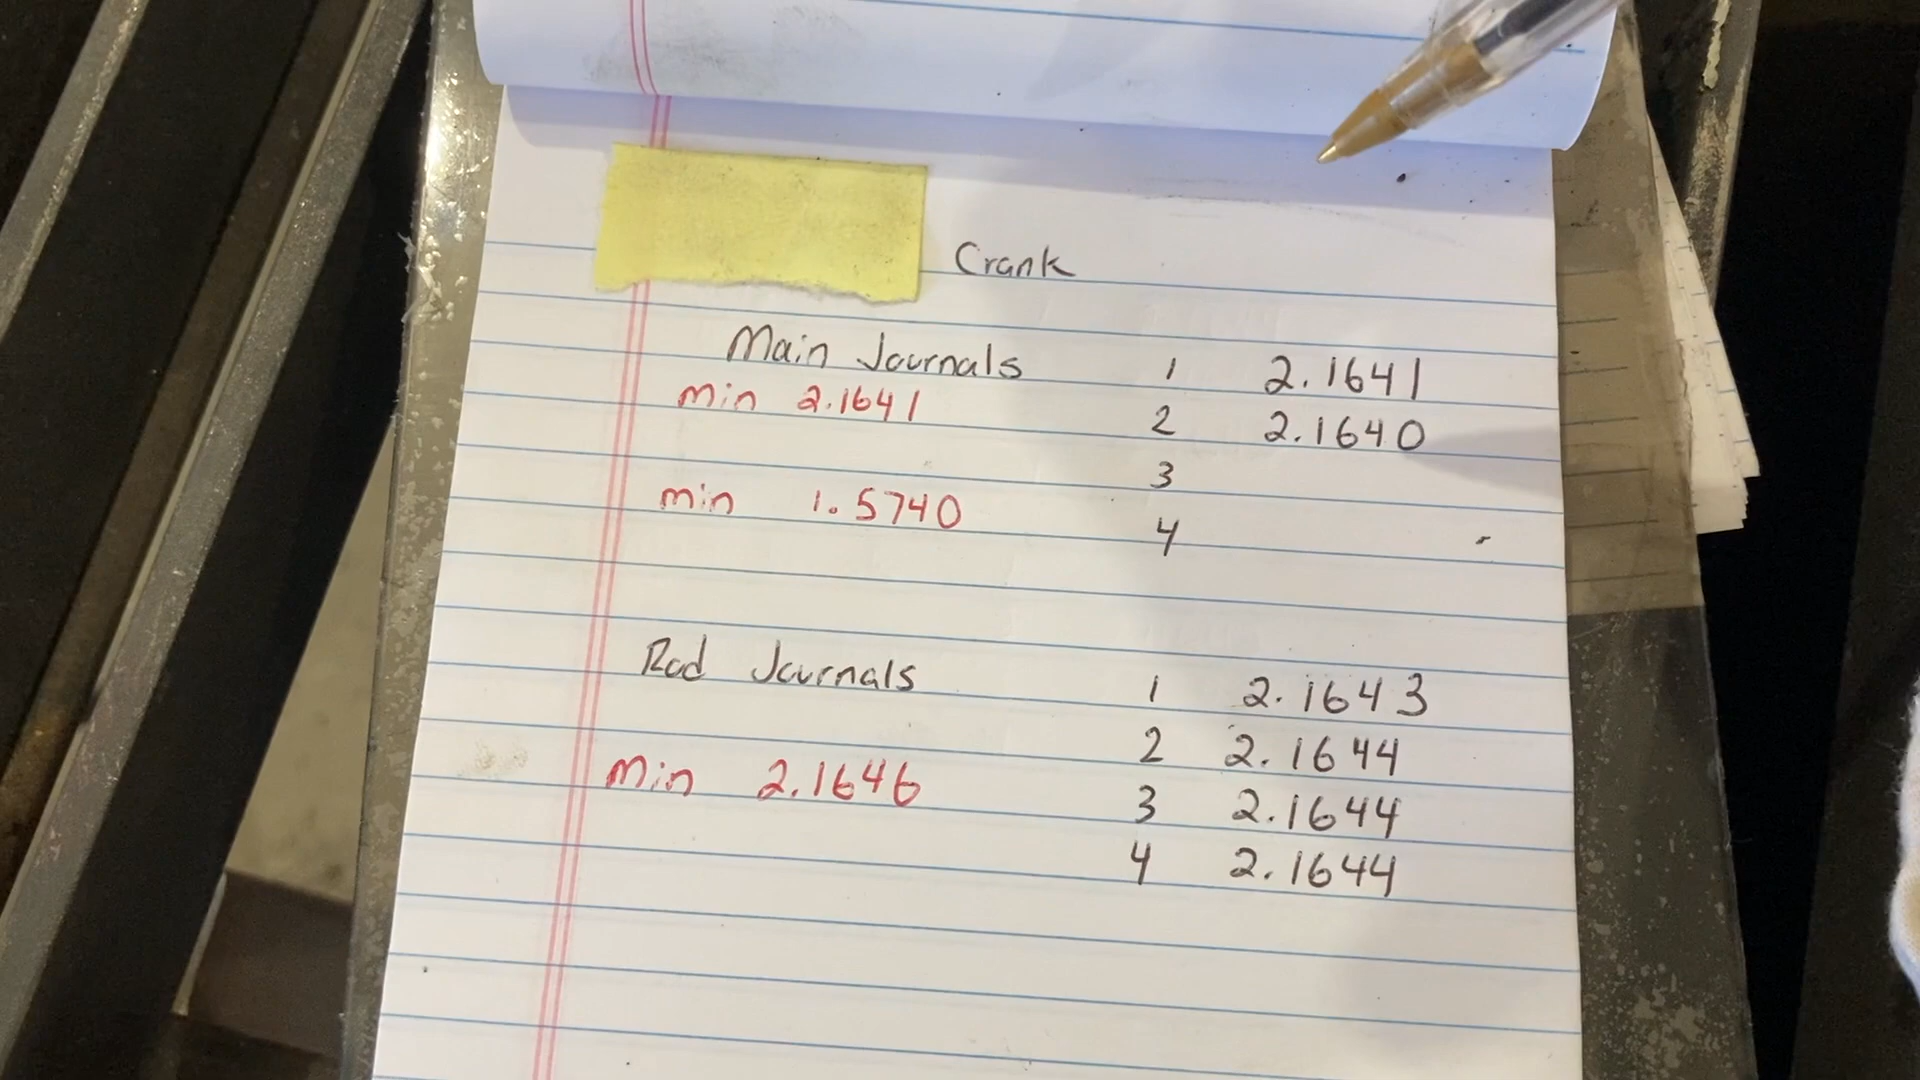 Crank
Main Journals 1 2.1641
min 2.1641 2 2.1640
3
min 1.5740 4
Rod Journals 1 2.1643
2 2.1644
min 2.1646 3 2.1644
4 2.1644